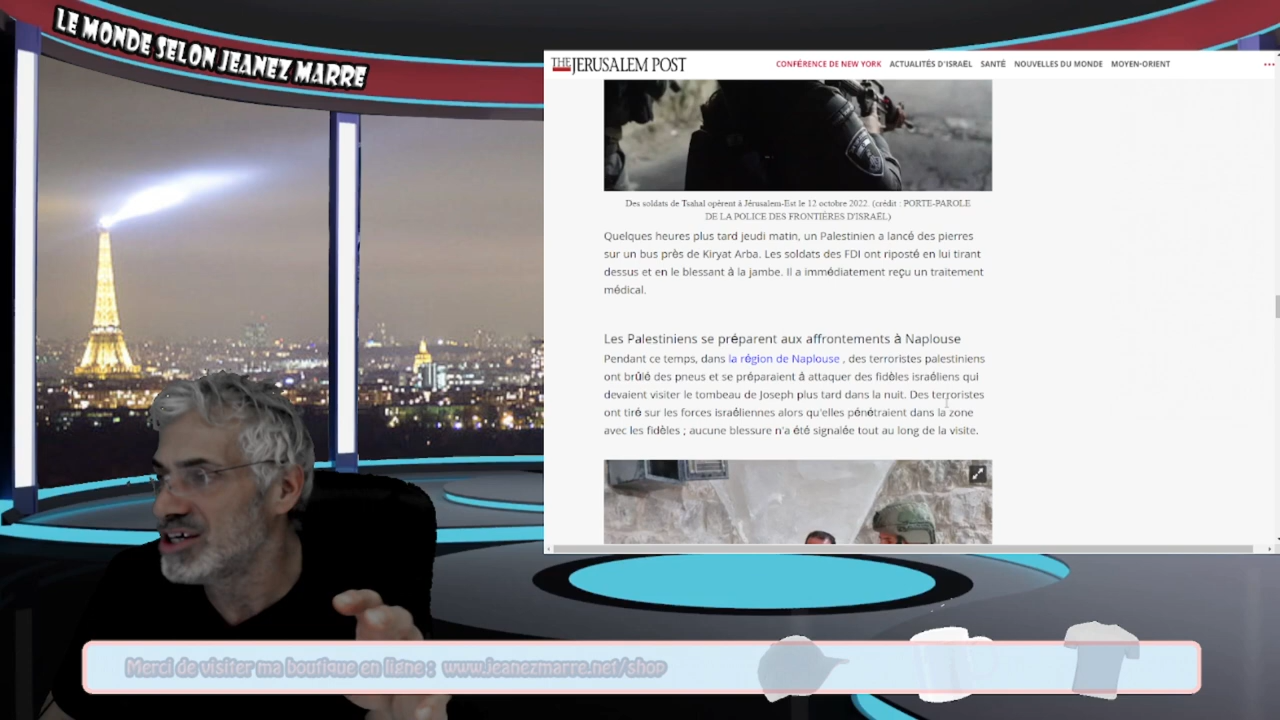 LE MONDE SELON JEANEZ MARRE
THE JERUSALEM POST
CONFÉRENCE DE NEW YORK ACTUALITÉS D'ISRAËL SANTÉ NOUVELLES DU MONDE MOYEN-ORIENT
Des soldats de Tsahal opèrent à Jérusalem-Est le 12 octobre 2022. (crédit : PORTE-PAROLE
DE LA POLICE DES FRONTIÈRES D'ISRAËL)
Quelques heures plus tard jeudi matin, un Palestinien a lancé des pierres
sur un bus près de Kiryat Arba. Les soldats des FDI ont riposté en lui tirant
dessus et en le blessant à la jambe. Il a immédiatement reçu un traitement
médical.
Les Palestiniens se préparent aux affrontements à Naplouse
Pendant ce temps, dans la région de Naplouse , des terroristes palestiniens
ont brûlé des pneus et se préparaient à attaquer des fidèles israéliens qui
devaient visiter le tombeau de Joseph plus tard dans la nuit. Des terroristes
ont tiré sur les forces israéliennes alors qu'elles pénétraient dans la zone
avec les fidèles ; aucune blessure n'a été signalée tout au long de la visite.
Merci de visiter ma boutique en ligne : www.jeanezmarre.net/shop